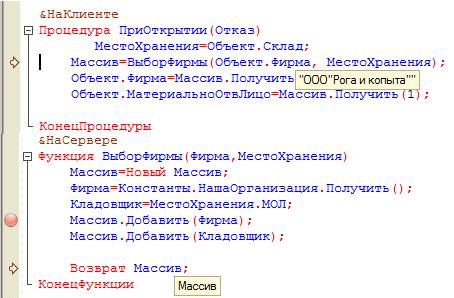 &НаКлиенте
Процедура ПриОткрытии(Отказ)
МестоХранения=Объект.Склад;
Массив=ВыборФирмы(Объект.Фирма, МестоХранения);
Объект.Фирма=Массив.Получить "ООО"Рога и копыта""
Объект.МатериальноОтвЛицо=Массив.Получить(1);
КонецПроцедуры
&НаСервере
Функция ВыборФирмы(Фирма,МестоХранения)
Массив=Новый Массив;
Фирма=Константы.НашаОрганизация.Получить();
Кладовщик=МестоХранения.МОЛ;
Массив.Добавить(Фирма);
Массив.Добавить(Кладовщик);
Возврат Массив;
Конецфункции Массив